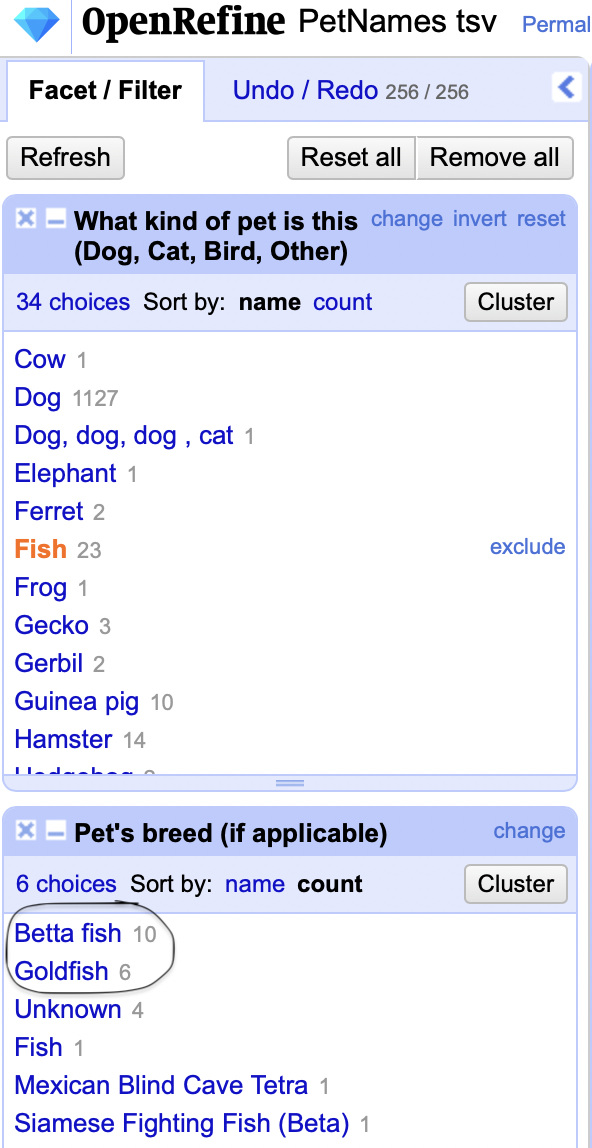 OpenRefine PetNames tsv Permal
Facet / Filter Undo / Redo 256 / 256
Refresh Reset all Remove all
What kind of pet is this change invert reset
(Dog, Cat, Bird, Other)
34 choices Sort by: name count Cluster
Cow 1
Dog 1127
Dog, dog, dog , cat 1
Elephant 1
Ferret 2
Fish 23 exclude
Frog 1
Gecko 3
Gerbil 2
Guinea pig 10
Hamster 14
Pet's breed (if applicable) change
6 choices Sort by: name count Cluster
Betta fish 10
Goldfish 6
Unknown 4
Fish 1
Mexican Blind Cave Tetra 1
Siamese Fighting Fish (Beta) 1